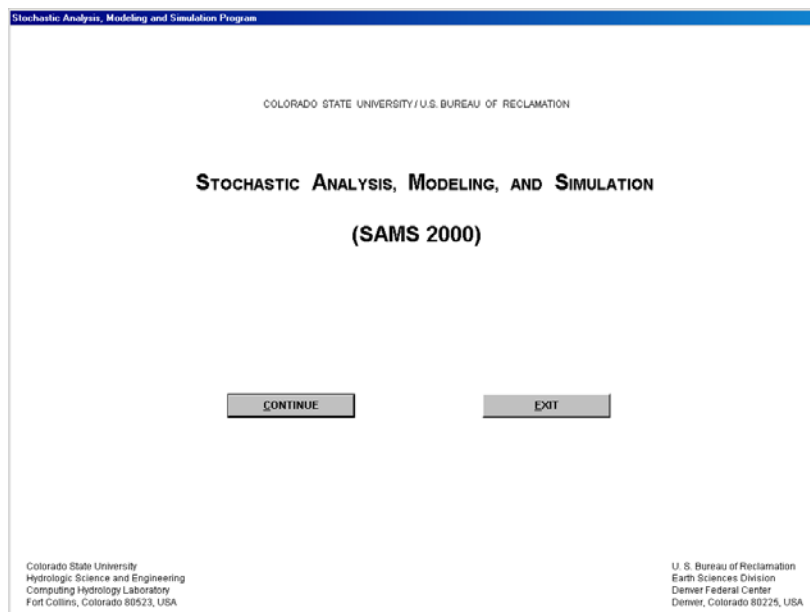 Stochastic Analysis, Modeling and Simulation Program
COLORADO STATE UNIVERSITY / U.S. BUREAU OF RECLAMATION
STOCHASTIC ANALYSIS, MODELING, AND SIMULATION
(SAMS 2000)
CONTINUE
EXIT
Colorado State University
Hydrologic Science and Engineering
Computing Hydrology Laboratory
Fort Collins, Colorado 80523, USA
U. S. Bureau of Reclamation
Earth Sciences Division
Denver Federal Center
Denver, Colorado 80225, USA